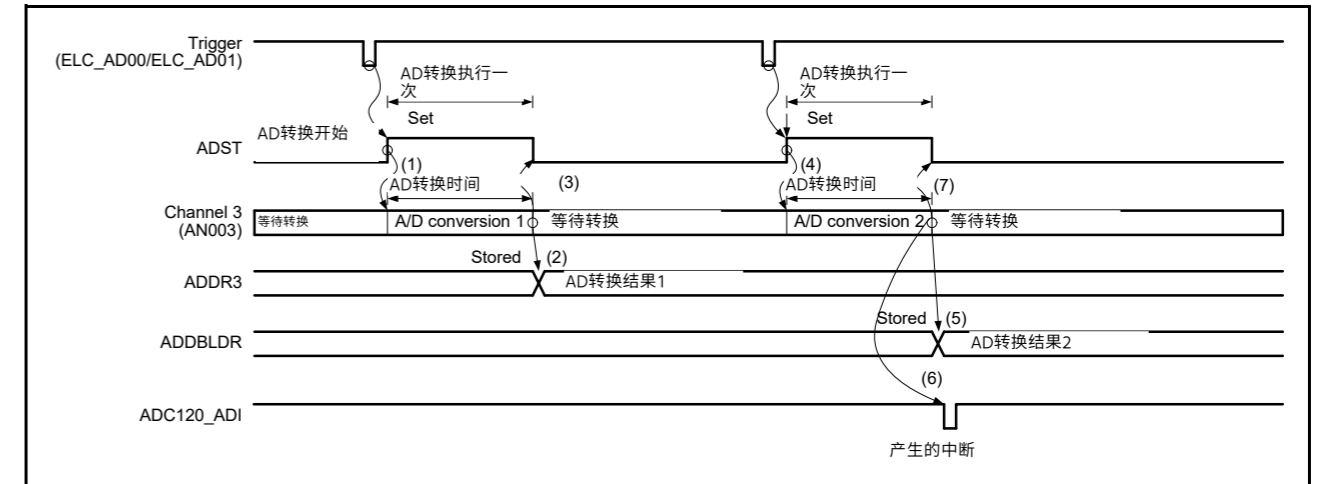 Trigger
(ELC_AD00/ELC_AD01)
AD转换执行一
次
AD转换执行一
次
Set
Set
AD转换开始
ADST
(1)
(4)
AD转换时间
(3)
AD转换时间
(7)
Channel 3
(AN003)
等待转换
A/D conversion 1
等待转换
A/D conversion 2
等待转换
Stored
(2)
ADDR3
AD转换结果1
Stored
(5)
ADDBLDR
AD转换结果2
(6)
ADC120_ADI
产生的中断